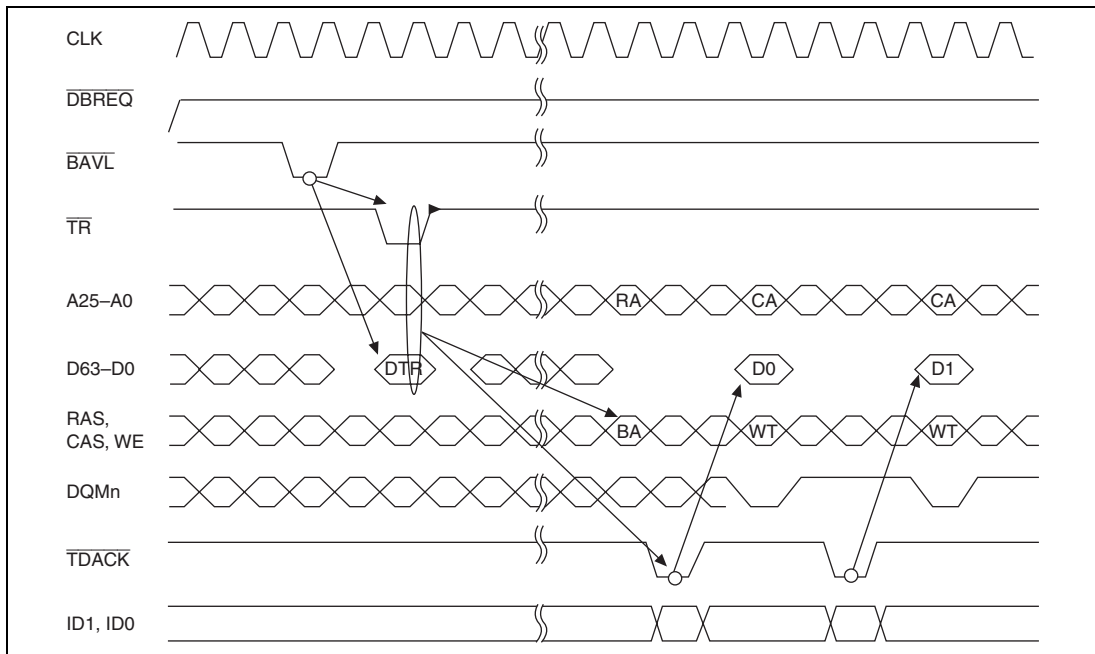 CLK
DBREQ
BAVL
TR
A25–A0 RA CA CA
D63–D0 DTR D0 D1
RAS,
CAS, WE BA WT WT
DQMn
TDACK
ID1, ID0